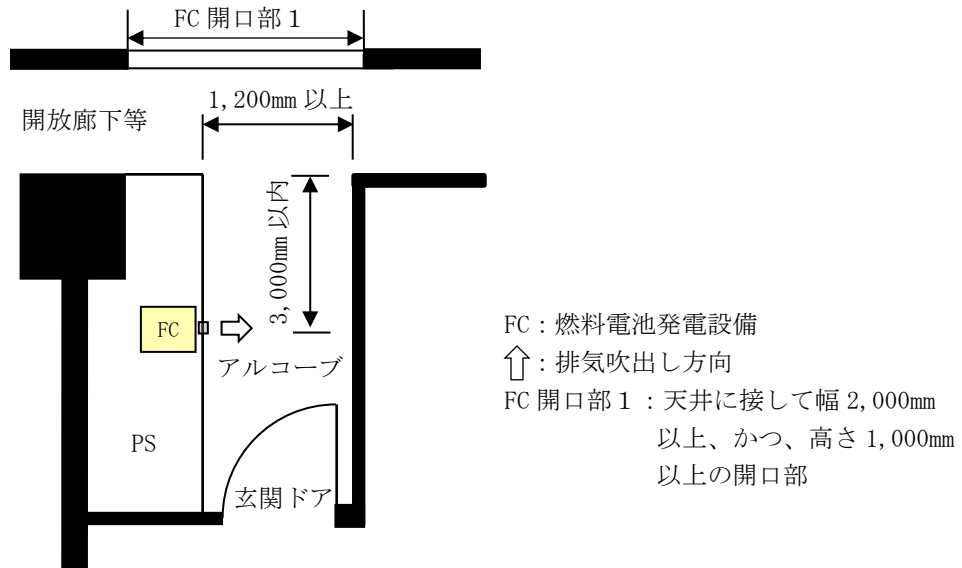 FC 開口部１
1,200mm 以上
開放廊下等
3,000mm 以内
FC
アルコーブ
PS
玄関ドア
FC：燃料電池発電設備
：排気吹出し方向
FC 開口部１：天井に接して幅 2,000mm
以上、かつ、高さ 1,000mm
以上の開口部